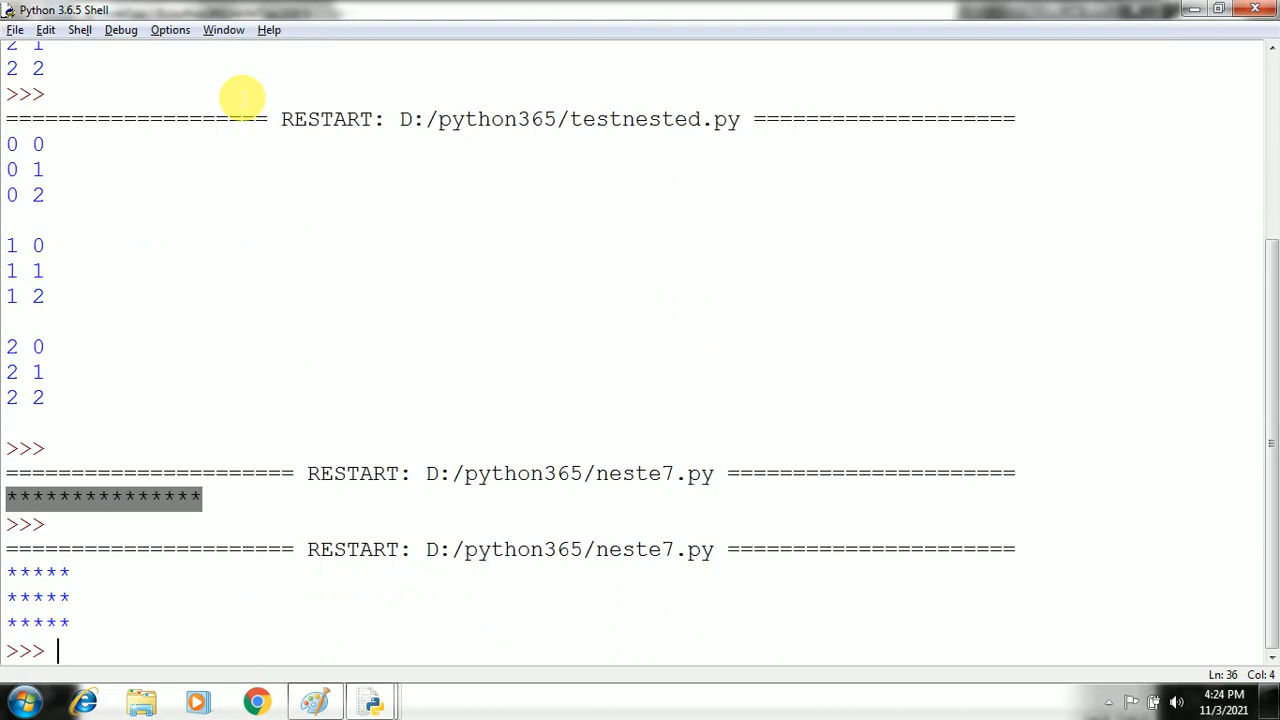 Python 3.6.5 Shell
File Edit Shell Debug Options Window Help
2 1
2 2
>>>
==================== RESTART: D:/python365/testnested.py ====================
0 0
0 1
0 2
1 0
1 1
1 2
2 0
2 1
2 2
>>>
====================== RESTART: D:/python365/neste7.py ======================
***************
>>>
====================== RESTART: D:/python365/neste7.py ======================
*****
*****
*****
>>>
Ln: 36 Col: 4
4:24 PM
11/3/2021